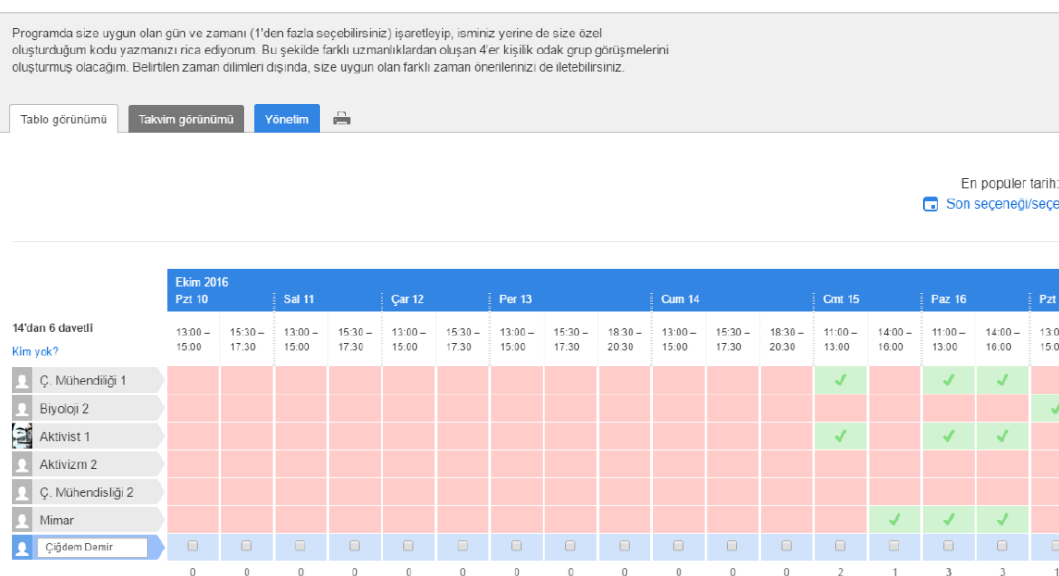 Programda size uygun olan gün ve zamanı (1'den fazla seçebilirsiniz) işaretleyip, isminiz yerine de size özel
oluşturduğum kodu yazmanızı rica ediyorum. Bu şekilde farklı uzmanlıklardan oluşan 4'er kişilik odak grup görüşmelerini
oluşturmuş olacağım. Belirtilen zaman dilimleri dışında, size uygun olan farklı zaman önerilerinizi de iletebilirsiniz.
Tablo görünümü Takvim görünümü Yönetim
En popüler tarih:
Son seçeneği/seçe
Ekim 2016
Pzt 10 Sal 11 Çar 12 Per 13 Cum 14 Cmt 15 Paz 16 Pzt
14'dan 6 davetli
13:00 – 15:30 – 13:00 – 15:30 – 13:00 – 15:30 – 13:00 – 15:30 – 18:30 – 13:00 – 15:30 – 18:30 – 11:00 – 14:00 – 11:00 – 14:00 – 13:0
15:00 17:30 15:00 17:30 15:00 17:30 15:00 17:30 20:30 15:00 17:30 20:30 13:00 16:00 13:00 16:00 15:0
Kim yok?
Ç. Mühendiliği 1
Biyoloji 2
Aktivist 1
Aktivizm 2
Ç. Mühendisliği 2
Mimar
Çiğdem Demir
0 0 0 0 0 0 0 0 0 0 0 0 2 1 3 3 1